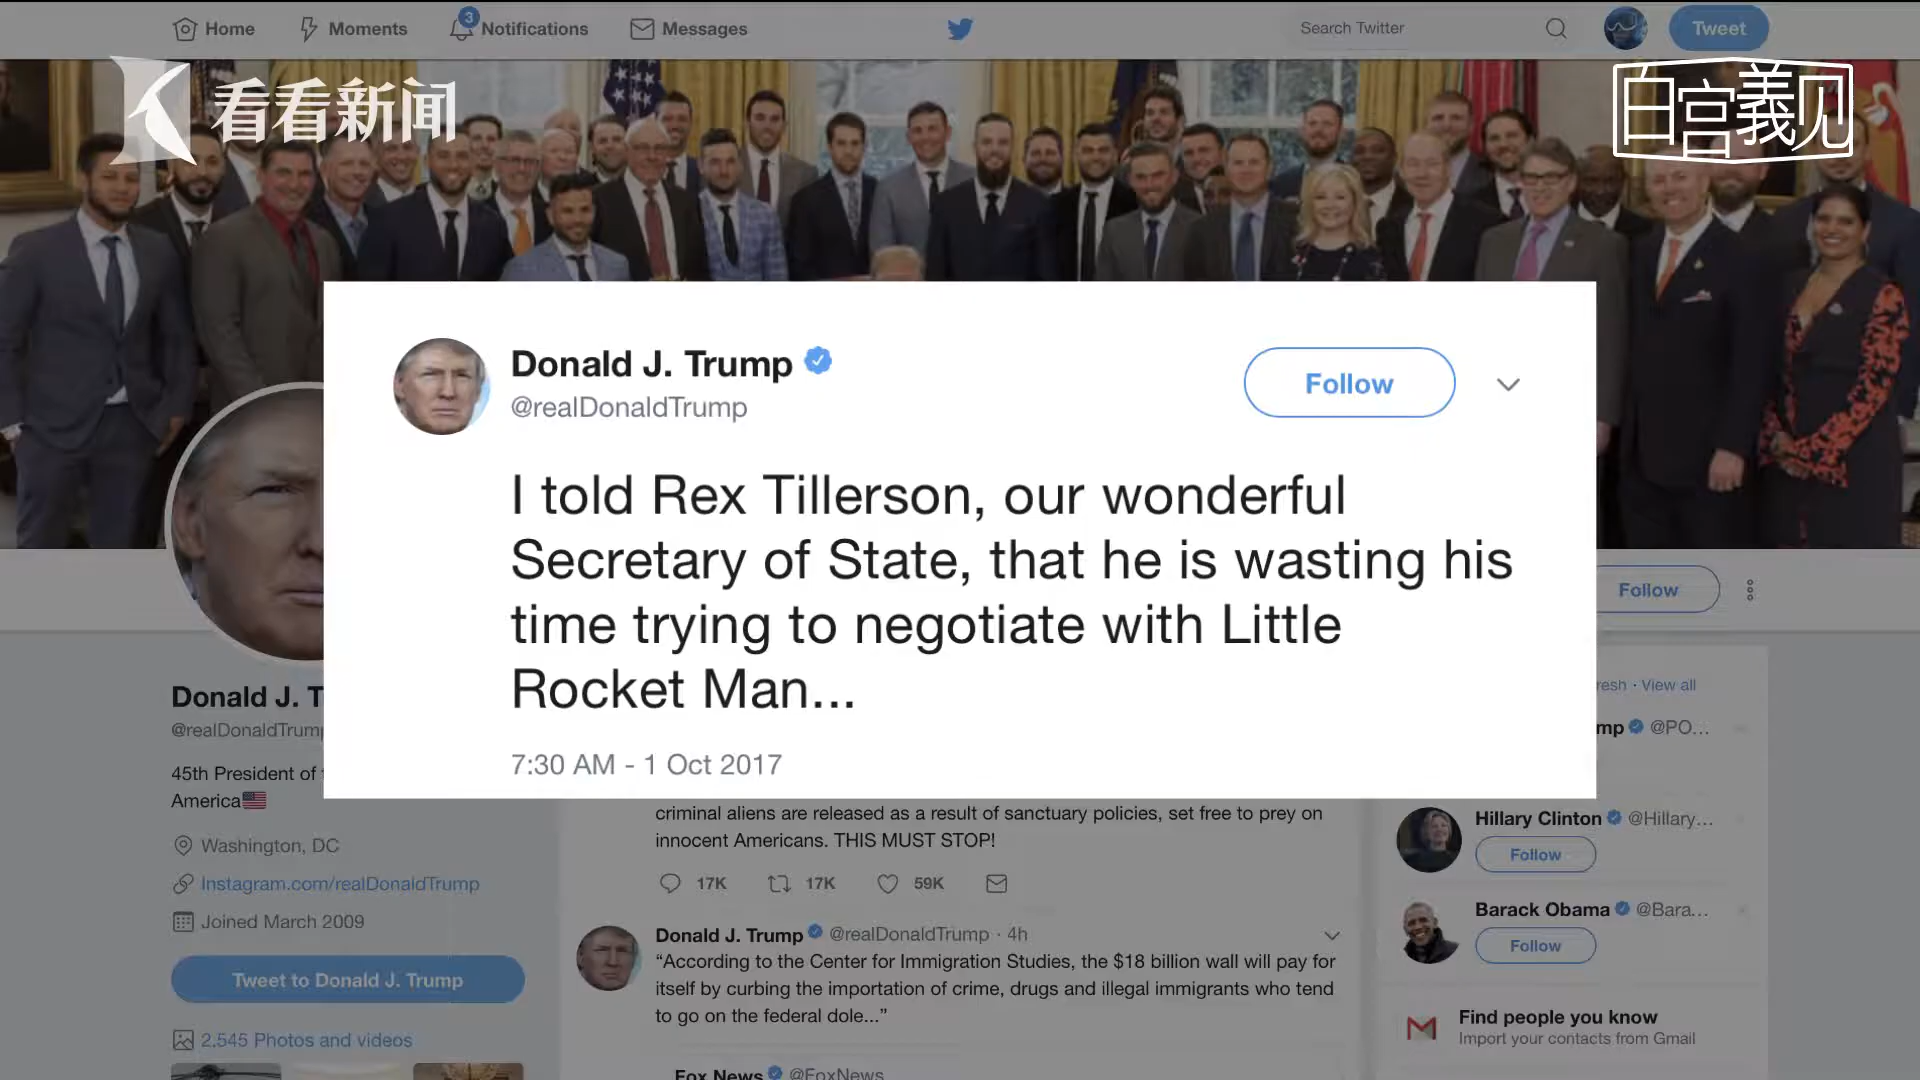 Home
Moments
3
Notifications
Messages
Search Twitter
Tweet
看看新闻
白宫義见
Donald J. Trump
@realDonaldTrump
Follow
I told Rex Tillerson, our wonderful
Secretary of State, that he is wasting his
time trying to negotiate with Little
Rocket Man...
7:30 AM - 1 Oct 2017
Follow
Donald J. T
@realDonaldTrump
45th President of
America🇺🇸
Washington, DC
Instagram.com/realDonaldTrump
Joined March 2009
Tweet to Donald J. Trump
2,545 Photos and videos
criminal aliens are released as a result of sanctuary policies, set free to prey on
innocent Americans. THIS MUST STOP!
17K
17K
59K
Donald J. Trump @realDonaldTrump · 4h
“According to the Center for Immigration Studies, the $18 billion wall will pay for
itself by curbing the importation of crime, drugs and illegal immigrants who tend
to go on the federal dole...”
Fox News @FoxNews
resh · View all
mp @PO...
Hillary Clinton @Hillary...
Follow
Barack Obama @Bara...
Follow
Find people you know
Import your contacts from Gmail